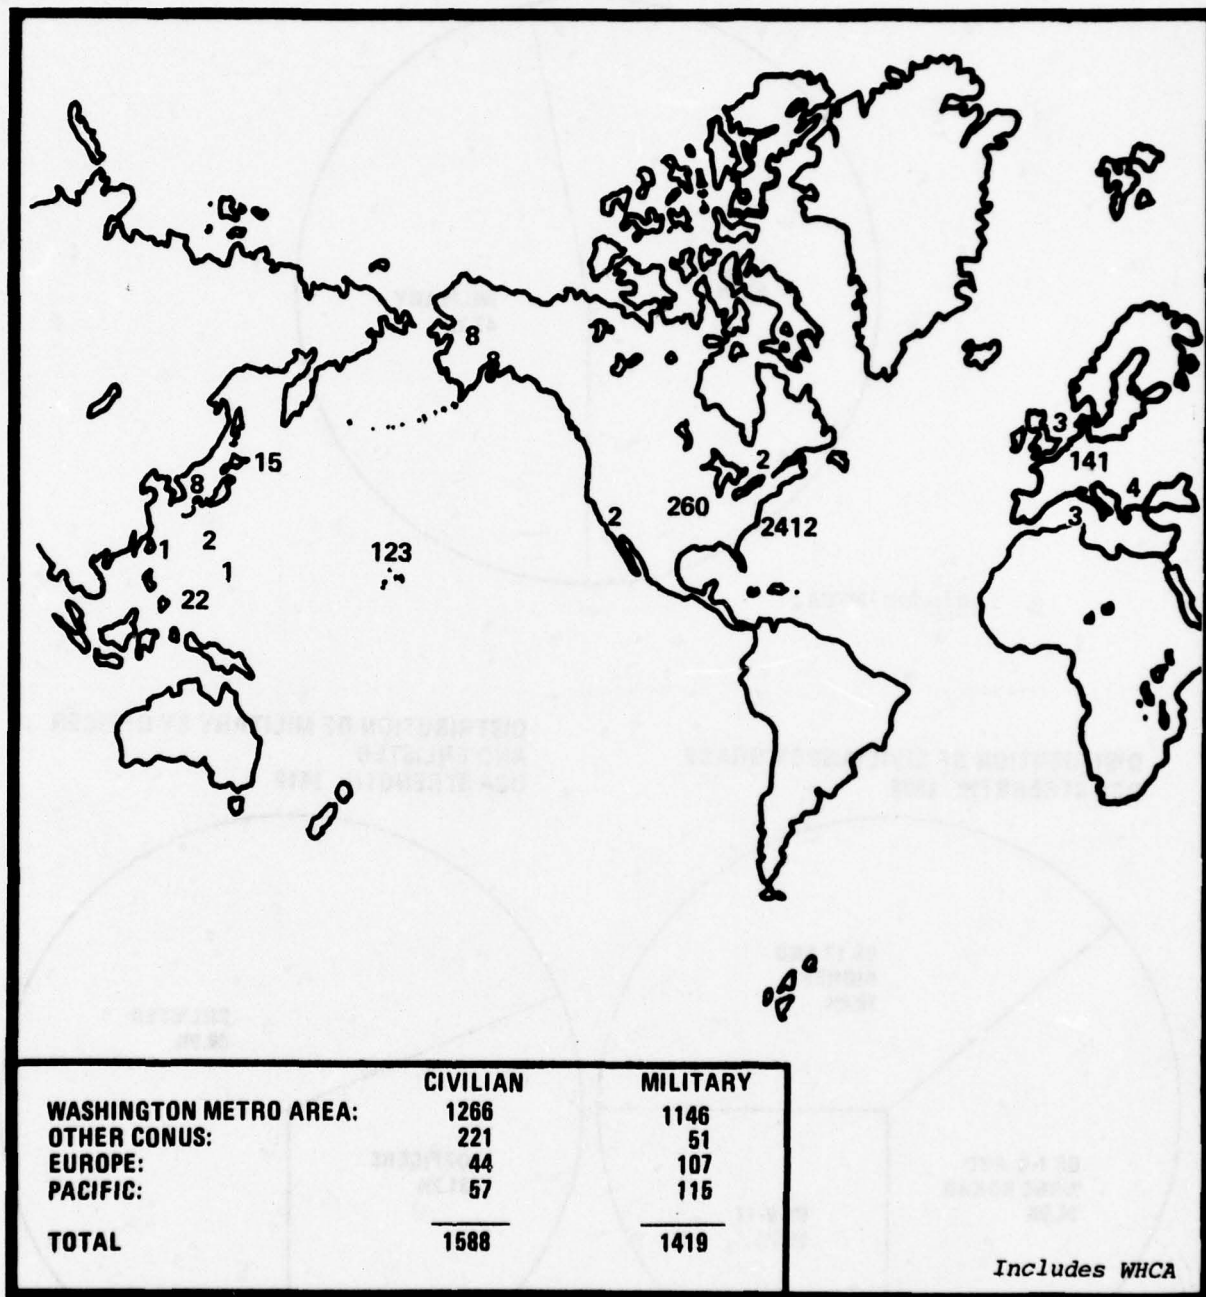 8
3
15
2
141
8
4
260
2
2412
3
1
2
123
1
22
CIVILIAN MILITARY
WASHINGTON METRO AREA: 1266 1146
OTHER CONUS: 221 51
EUROPE: 44 107
PACIFIC: 57 115
TOTAL 1588 1419
Includes WHCA